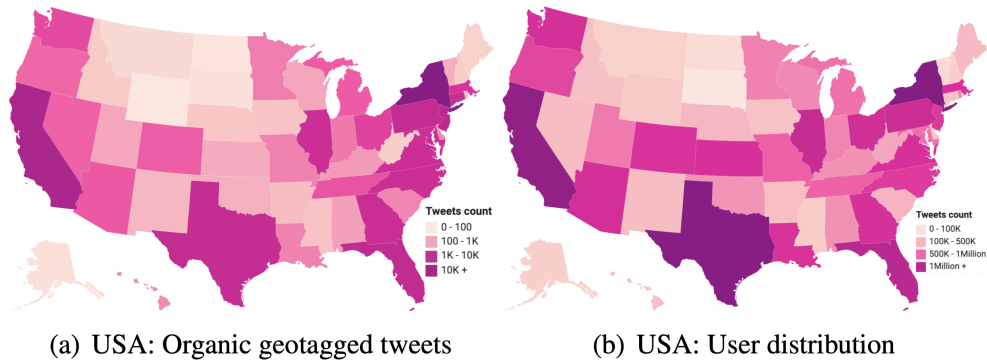 Tweets count
0 - 100
100 - 1K
1K - 10K
10K +
Tweets count
0 - 100K
100K - 500K
500K - 1Million
1Million +
(a) USA: Organic geotagged tweets
(b) USA: User distribution